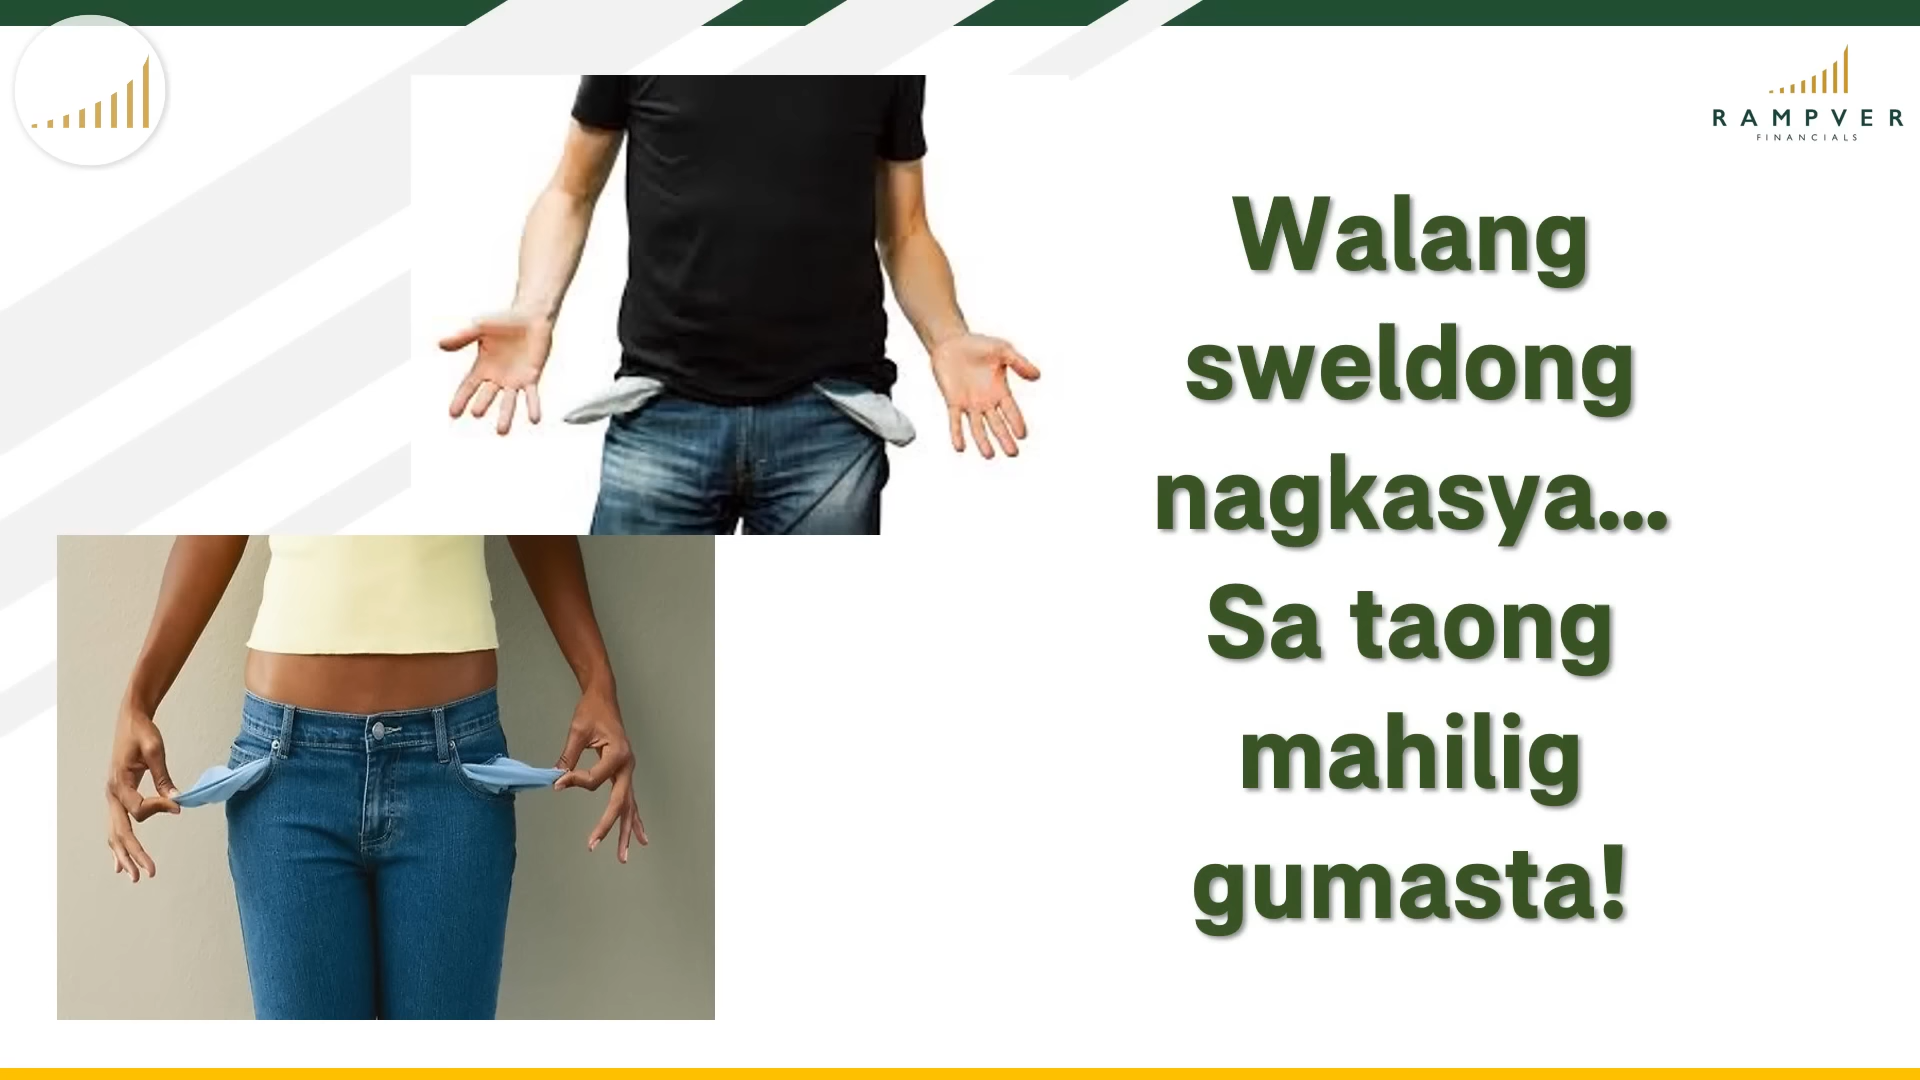 RAMPVER
FINANCIALS
Walang
sweldong
nagkasya...
Sa taong
mahilig
gumasta!